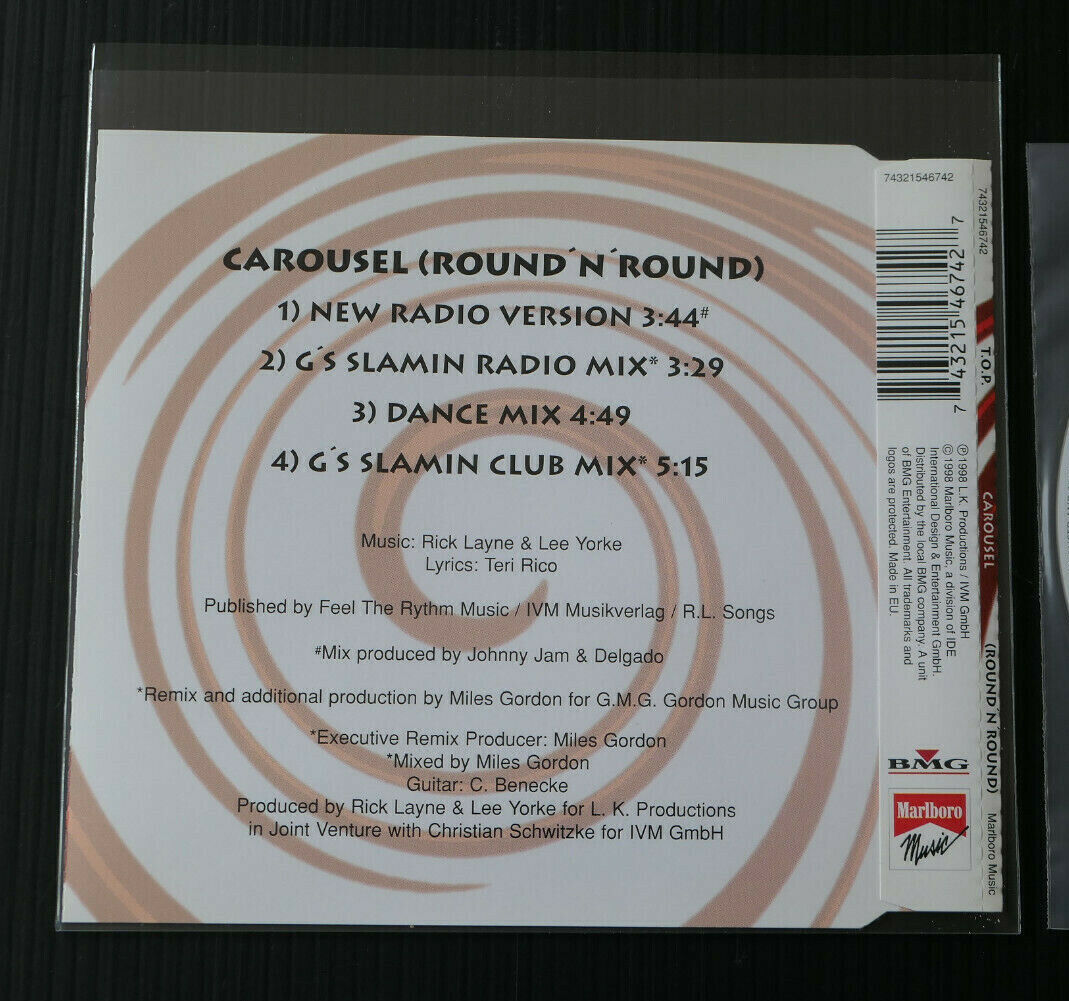 CAROUSEL (ROUND´N´ROUND)
1) NEW RADIO VERSION 3:44#
2) G´S SLAMIN RADIO MIX* 3:29
3) DANCE MIX 4:49
4) G´S SLAMIN CLUB MIX* 5:15
Music: Rick Layne & Lee Yorke
Lyrics: Teri Rico
Published by Feel The Rythm Music / IVM Musikverlag / R.L. Songs
#Mix produced by Johnny Jam & Delgado
*Remix and additional production by Miles Gordon for G.M.G. Gordon Music Group
*Executive Remix Producer: Miles Gordon
*Mixed by Miles Gordon
Guitar: C. Benecke
Produced by Rick Layne & Lee Yorke for L. K. Productions
in Joint Venture with Christian Schwitzke for IVM GmbH
74321546742
7 4321546742 7
℗ 1998 L.K. Productions / IVM GmbH
© 1998 Marlboro Music, a division of IDE
International Design & Entertainment GmbH.
Distributed by the local BMG company. A unit
of BMG Entertainment. All trademarks and
logos are protected. Made in EU.
BMG
Marlboro
Music
74321546742 T.O.P. CAROUSEL (ROUND´N´ROUND) Marlboro Music